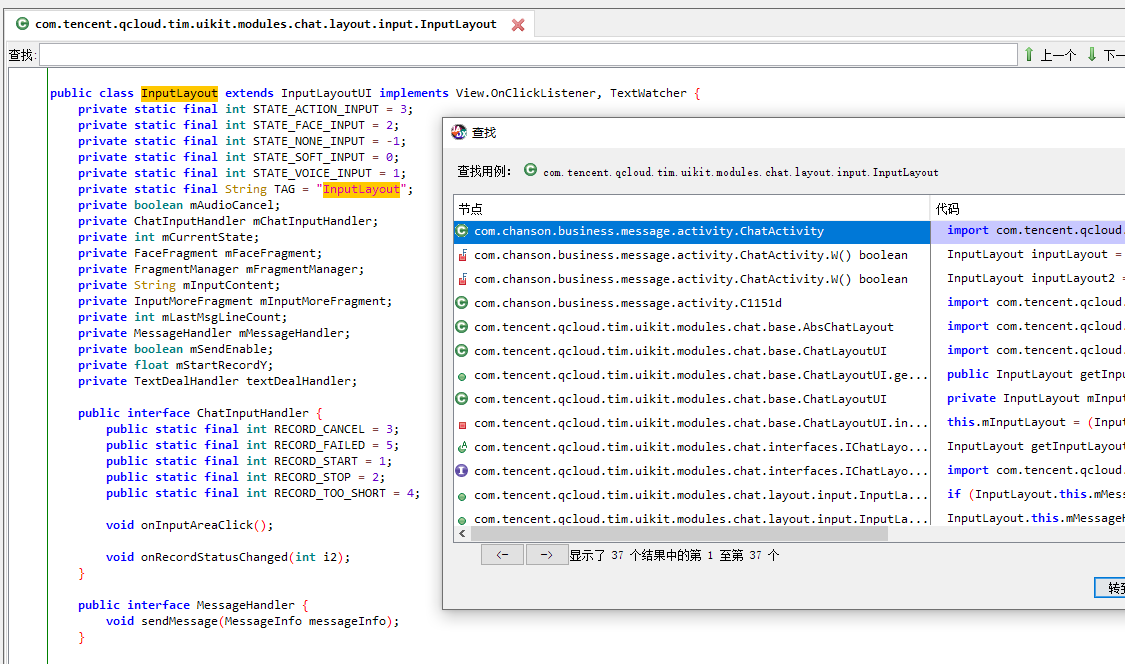 com.tencent.qcloud.tim.uikit.modules.chat.layout.input.InputLayout
查找:
上一个 下一
public class InputLayout extends InputLayoutUI implements View.OnClickListener, TextWatcher {
private static final int STATE_ACTION_INPUT = 3;
private static final int STATE_FACE_INPUT = 2;
private static final int STATE_NONE_INPUT = -1;
private static final int STATE_SOFT_INPUT = 0;
private static final int STATE_VOICE_INPUT = 1;
private static final String TAG = "InputLayout";
private boolean mAudioCancel;
private ChatInputHandler mChatInputHandler;
private int mCurrentState;
private FaceFragment mFaceFragment;
private FragmentManager mFragmentManager;
private String mInputContent;
private InputMoreFragment mInputMoreFragment;
private int mLastMsgLineCount;
private MessageHandler mMessageHandler;
private boolean mSendEnable;
private float mStartRecordY;
private TextDealHandler textDealHandler;
public interface ChatInputHandler {
public static final int RECORD_CANCEL = 3;
public static final int RECORD_FAILED = 5;
public static final int RECORD_START = 1;
public static final int RECORD_STOP = 2;
public static final int RECORD_TOO_SHORT = 4;
void onInputAreaClick();
void onRecordStatusChanged(int i2);
}
public interface MessageHandler {
void sendMessage(MessageInfo messageInfo);
}
查找
查找用例: com.tencent.qcloud.tim.uikit.modules.chat.layout.input.InputLayout
节点 代码
com.chanson.business.message.activity.ChatActivity import com.tencent.qcloud.
com.chanson.business.message.activity.ChatActivity.W() boolean InputLayout inputLayout =
com.chanson.business.message.activity.ChatActivity.W() boolean InputLayout inputLayout2 =
com.chanson.business.message.activity.C1151d import com.tencent.qcloud.
com.tencent.qcloud.tim.uikit.modules.chat.base.AbsChatLayout import com.tencent.qcloud.
com.tencent.qcloud.tim.uikit.modules.chat.base.ChatLayoutUI import com.tencent.qcloud.
com.tencent.qcloud.tim.uikit.modules.chat.base.ChatLayoutUI.ge... public InputLayout getInpu
com.tencent.qcloud.tim.uikit.modules.chat.base.ChatLayoutUI private InputLayout mInput
com.tencent.qcloud.tim.uikit.modules.chat.base.ChatLayoutUI.in... this.mInputLayout = (Input
com.tencent.qcloud.tim.uikit.modules.chat.interfaces.IChatLayo... InputLayout getInputLayout
com.tencent.qcloud.tim.uikit.modules.chat.interfaces.IChatLayo... import com.tencent.qcloud.
com.tencent.qcloud.tim.uikit.modules.chat.layout.input.InputLa... if (InputLayout.this.mMess
com.tencent.qcloud.tim.uikit.modules.chat.layout.input.InputLa... InputLayout.this.mMessageH
<- -> 显示了 37 个结果中的第 1 至第 37 个
转到